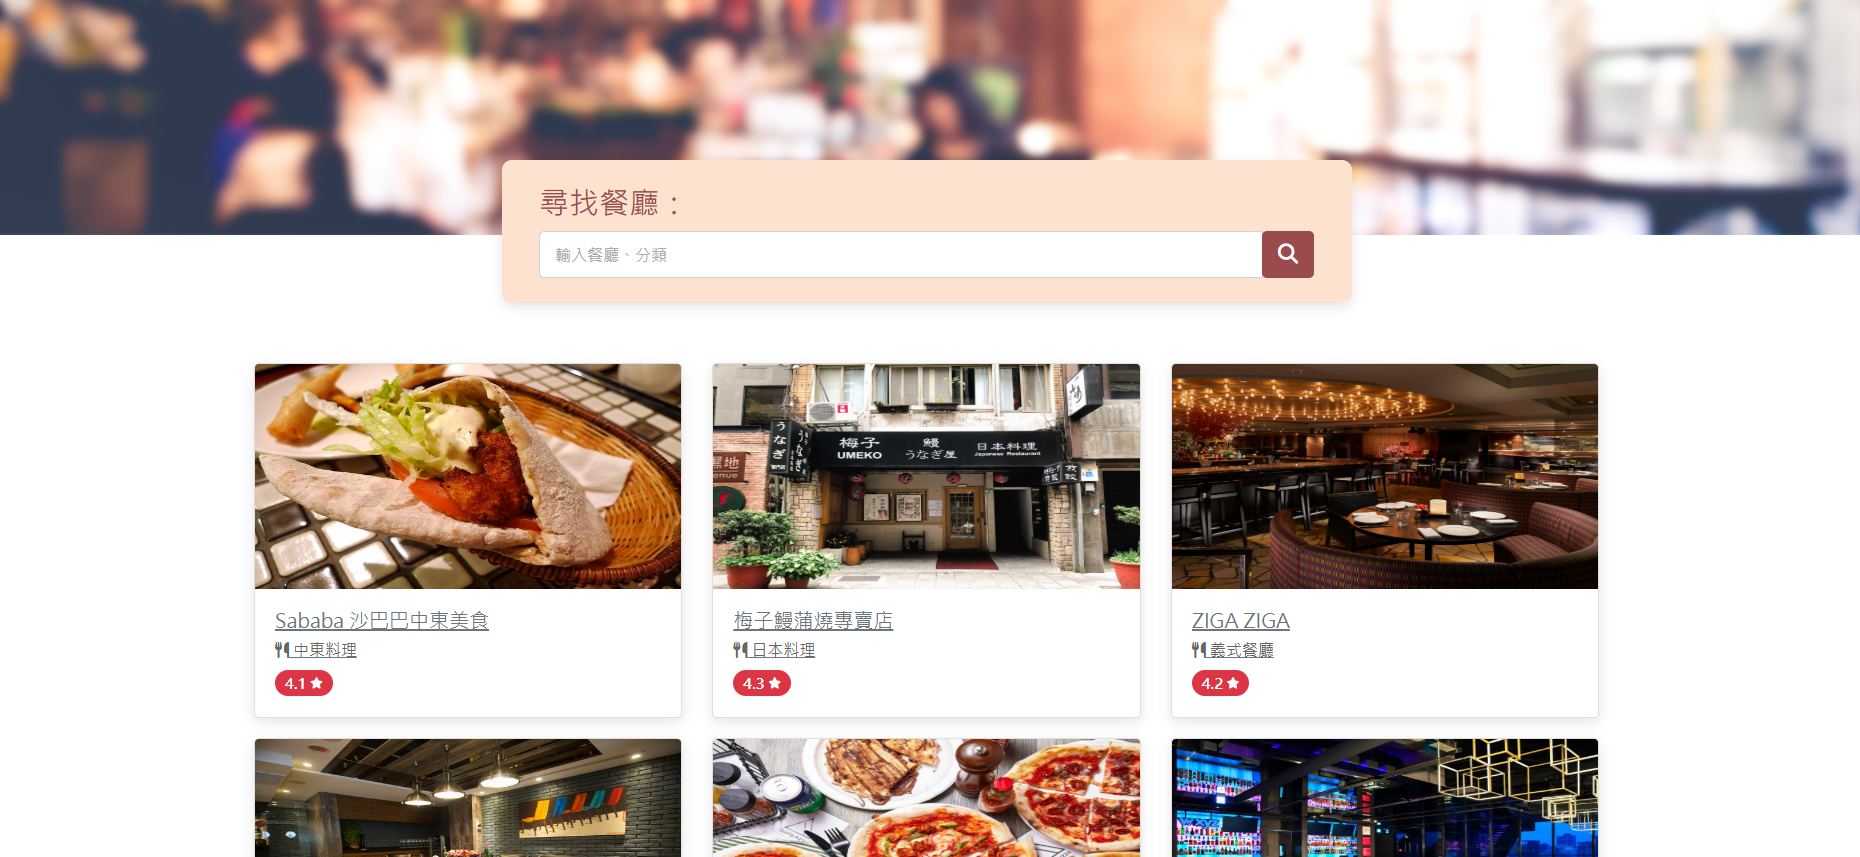 尋找餐廳：
輸入餐廳、分類
うなぎ
梅子
UMEKO
鰻
うなぎ屋
日本料理
Japanese Restaurant
Sababa 沙巴巴中東美食
中東料理
4.1
梅子鰻蒲燒專賣店
日本料理
4.3
ZIGA ZIGA
義式餐廳
4.2